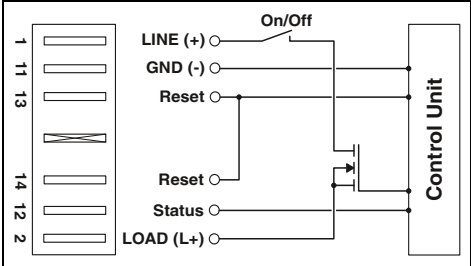 On/Off
1 LINE (+)
11 GND (-)
13 Reset
14 Reset
12 Status
2 LOAD (L+)
Control Unit